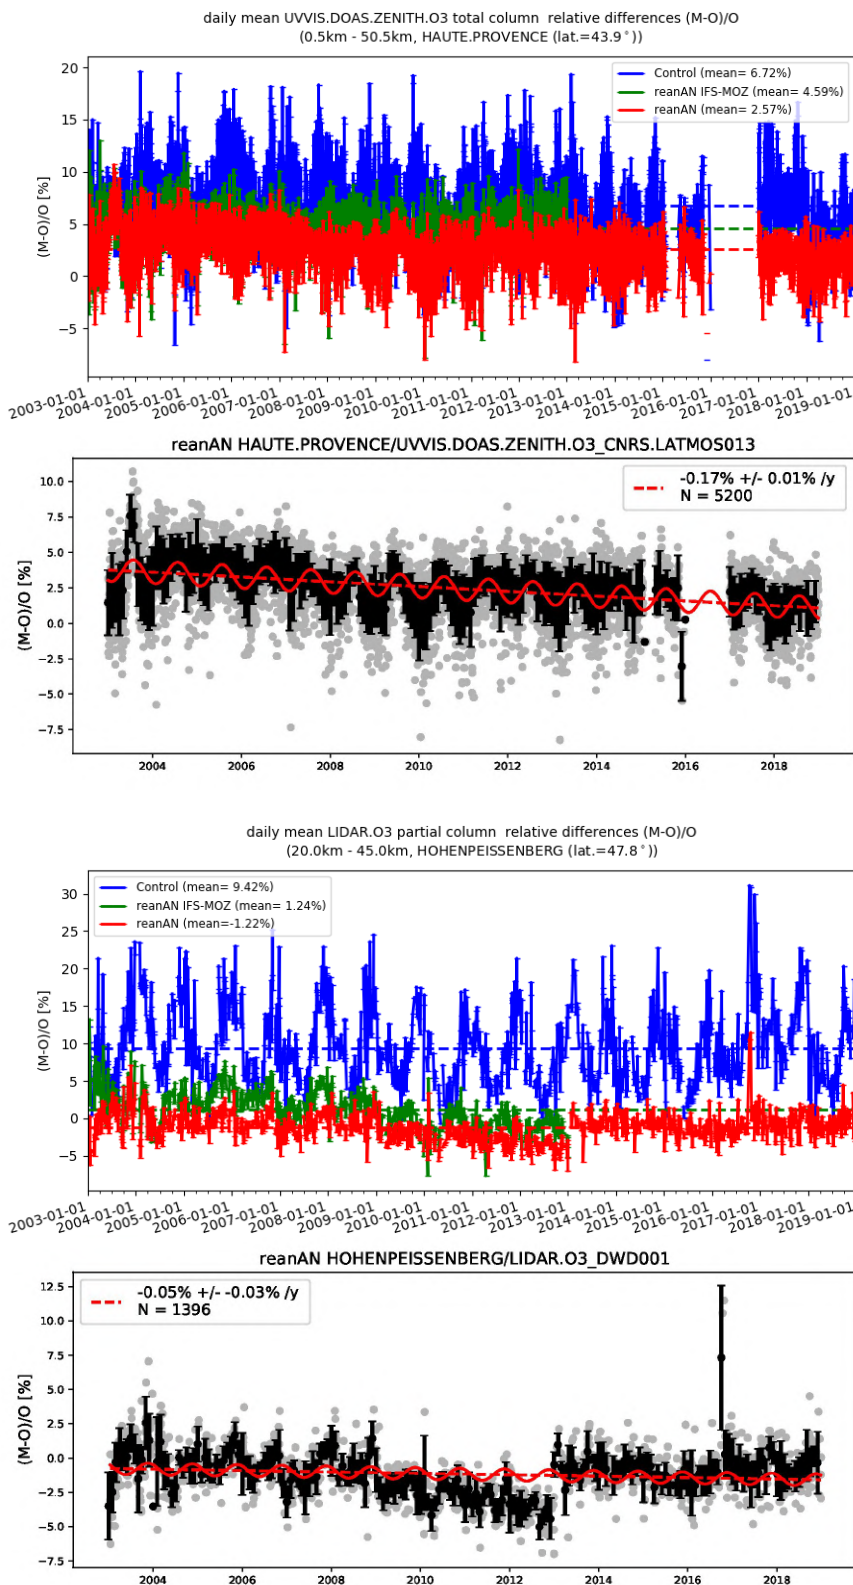 daily mean UVVIS.DOAS.ZENITH.O3 total column relative differences (M-O)/O
(0.5km - 50.5km, HAUTE.PROVENCE (lat.=43.9°))
Control (mean= 6.72%)
reanAN IFS-MOZ (mean= 4.59%)
reanAN (mean= 2.57%)
(M-O)/O [%]
20
15
10
5
0
−5
2003-01-01
2004-01-01
2005-01-01
2006-01-01
2007-01-01
2008-01-01
2009-01-01
2010-01-01
2011-01-01
2012-01-01
2013-01-01
2014-01-01
2015-01-01
2016-01-01
2017-01-01
2018-01-01
2019-01-01
reanAN HAUTE.PROVENCE/UVVIS.DOAS.ZENITH.O3_CNRS.LATMOS013
-0.17% +/- 0.01% /y
N = 5200
(M-O)/O [%]
10.0
7.5
5.0
2.5
0.0
−2.5
−5.0
−7.5
2004 2006 2008 2010 2012 2014 2016 2018
daily mean LIDAR.O3 partial column relative differences (M-O)/O
(20.0km - 45.0km, HOHENPEISSENBERG (lat.=47.8°))
Control (mean= 9.42%)
reanAN IFS-MOZ (mean= 1.24%)
reanAN (mean=-1.22%)
(M-O)/O [%]
30
25
20
15
10
5
0
−5
2003-01-01
2004-01-01
2005-01-01
2006-01-01
2007-01-01
2008-01-01
2009-01-01
2010-01-01
2011-01-01
2012-01-01
2013-01-01
2014-01-01
2015-01-01
2016-01-01
2017-01-01
2018-01-01
2019-01-01
reanAN HOHENPEISSENBERG/LIDAR.O3_DWD001
-0.05% +/- -0.03% /y
N = 1396
(M-O)/O [%]
12.5
10.0
7.5
5.0
2.5
0.0
−2.5
−5.0
−7.5
2004 2006 2008 2010 2012 2014 2016 2018